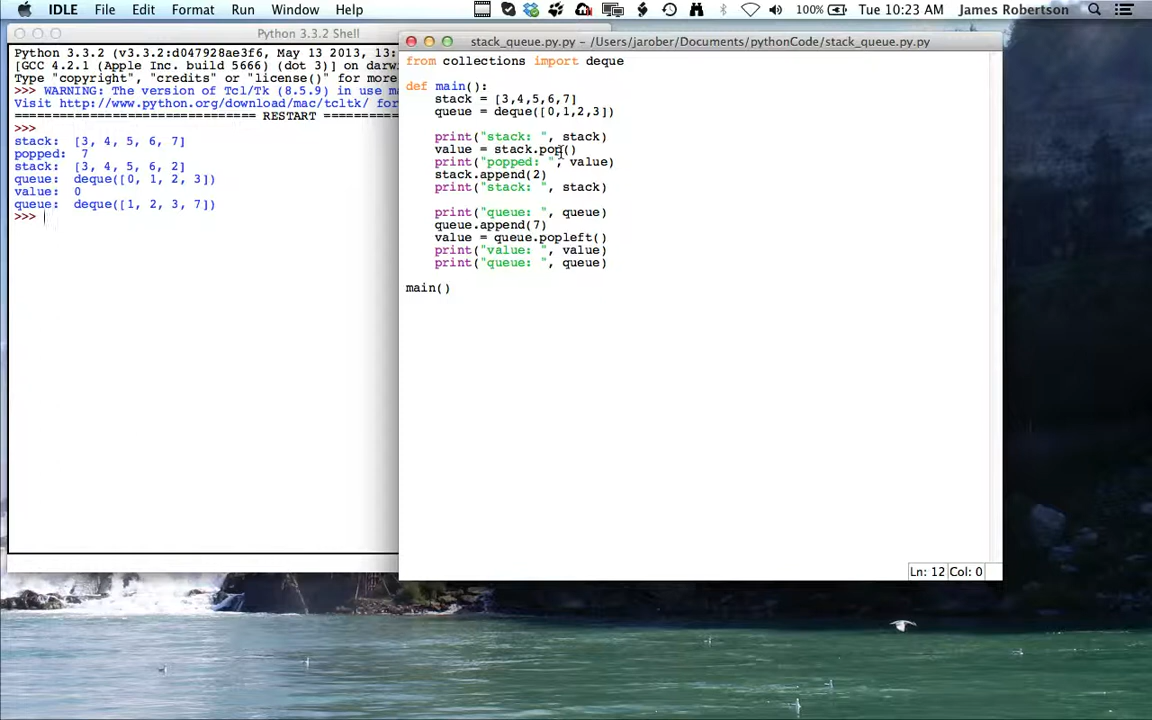 IDLE File Edit Format Run Window Help 100% Tue 10:23 AM James Robertson
Python 3.3.2 Shell
Python 3.3.2 (v3.3.2:d047928ae3f6, May 13 2013, 13:
[GCC 4.2.1 (Apple Inc. build 5666) (dot 3)] on darw
Type "copyright", "credits" or "license()" for more
>>> WARNING: The version of Tcl/Tk (8.5.9) in use ma
Visit http://www.python.org/download/mac/tcltk/ for
================================ RESTART ================
>>>
stack:  [3, 4, 5, 6, 7]
popped:  7
stack:  [3, 4, 5, 6, 2]
queue:  deque([0, 1, 2, 3])
value:  0
queue:  deque([1, 2, 3, 7])
>>>
stack_queue.py.py – /Users/jarober/Documents/pythonCode/stack_queue.py.py
from collections import deque
def main():
    stack = [3,4,5,6,7]
    queue = deque([0,1,2,3])
    print("stack: ", stack)
    value = stack.pop()
    print("popped: ", value)
    stack.append(2)
    print("stack: ", stack)
    print("queue: ", queue)
    queue.append(7)
    value = queue.popleft()
    print("value: ", value)
    print("queue: ", queue)
main()
Ln: 12 Col: 0